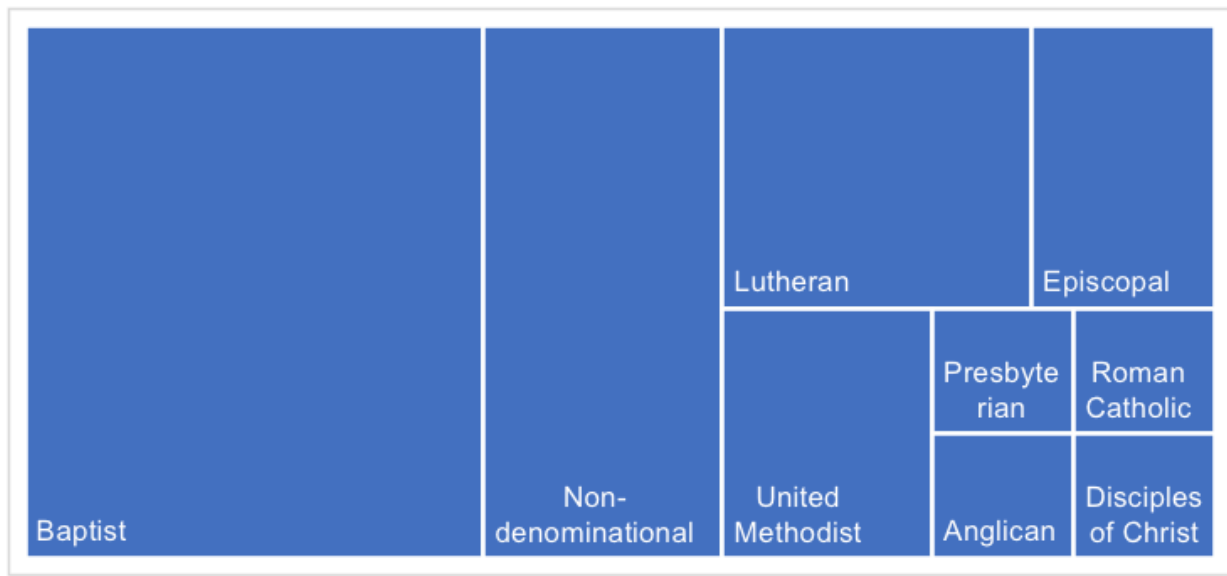 Baptist
Non-
denominational
Lutheran
Episcopal
United
Methodist
Presbyte
rian
Roman
Catholic
Anglican
Disciples
of Christ